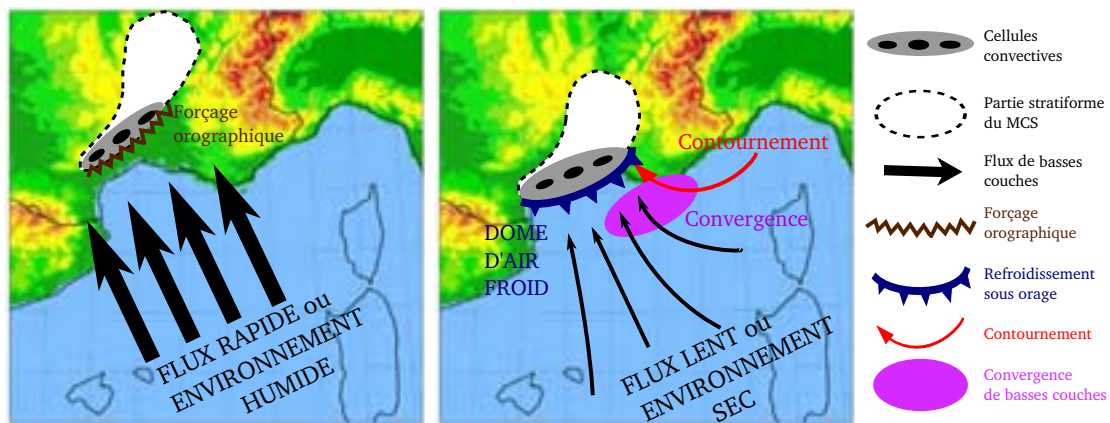 Forçage
orographique
FLUX RAPIDE ou
ENVIRONNEMENT
HUMIDE
Contournement
Convergence
DOME
D'AIR
FROID
FLUX LENT ou
ENVIRONNEMENT
SEC
Cellules
convectives
Partie stratiforme
du MCS
Flux de basses
couches
Forçage
orographique
Refroidissement
sous orage
Contournement
Convergence
de basses couches